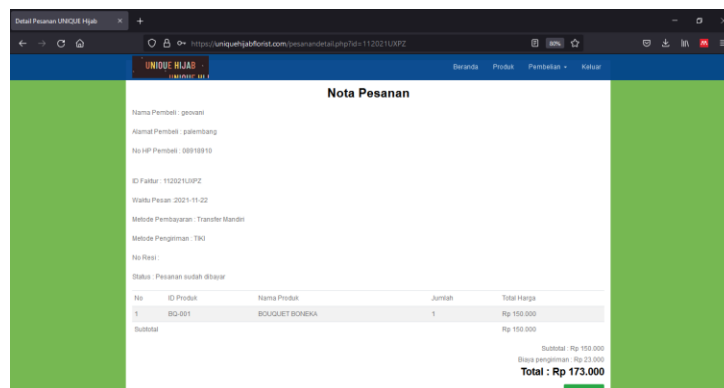 Detail Pesanan UNIQUE Hijab
https://uniquehijabflorist.com/pesanandetail.php?id=112021UXPZ
80%
UNIQUE HIJAB
Beranda Produk Pembelian Keluar
Nota Pesanan
Nama Pembeli : geovani
Alamat Pembeli : palembang
No HP Pembeli : 08918910
ID Faktur : 112021UXPZ
Waktu Pesan :2021-11-22
Metode Pembayaran : Transfer Mandiri
Metode Pengiriman : TIKI
No Resi :
Status : Pesanan sudah dibayar
No ID Produk Nama Produk Jumlah Total Harga
1 BQ-001 BOUQUET BONEKA 1 Rp 150.000
Subtotal Rp 150.000
Subtotal : Rp 150.000
Biaya pengiriman : Rp 23.000
Total : Rp 173.000